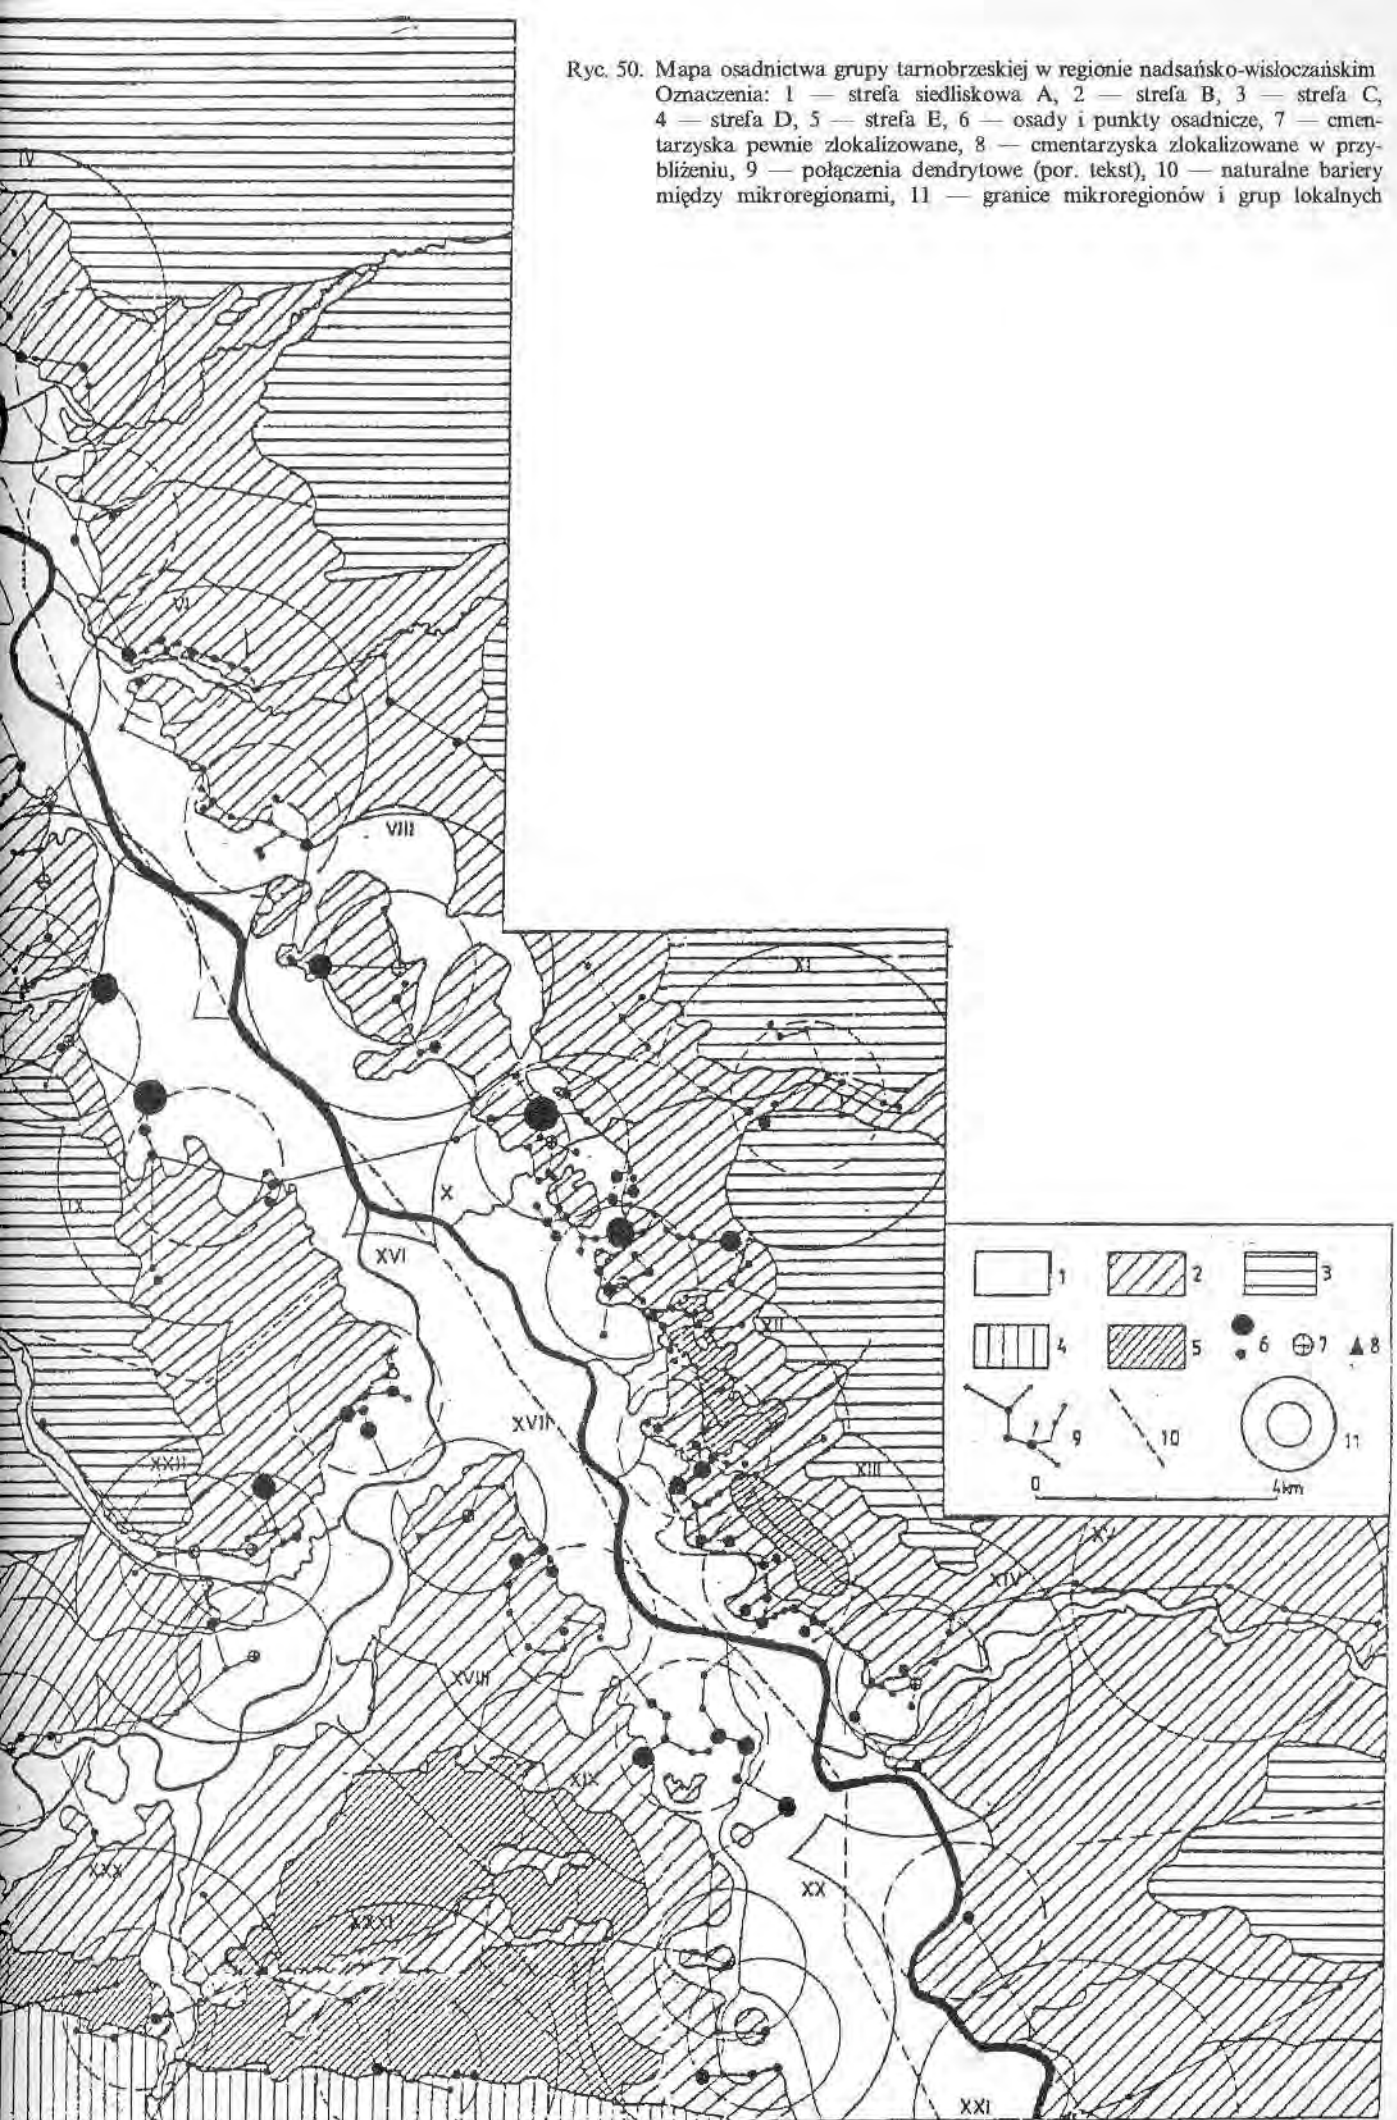 Ryc. 50. Mapa osadnictwa grupy tarnobrzeskiej w regionie nadsańsko-wisłoczańskim
Oznaczenia: 1 — strefa siedliskowa A, 2 — strefa B, 3 — strefa C,
4 — strefa D, 5 — strefa E, 6 — osady i punkty osadnicze, 7 — cmen-
tarzyska pewnie zlokalizowane, 8 — cmentarzyska zlokalizowane w przy-
bliżeniu, 9 — połączenia dendrytowe (por. tekst), 10 — naturalne bariery
między mikroregionami, 11 — granice mikroregionów i grup lokalnych
IV
VI
VIII
XI
IX
X
XVI
1 2 3
XII
4 5 6 7 8
XVII
9 10 11
XXII
XIII
0 4km
XV
XIV
XVIII
XIX
XXX
XX
XXXI
XXI